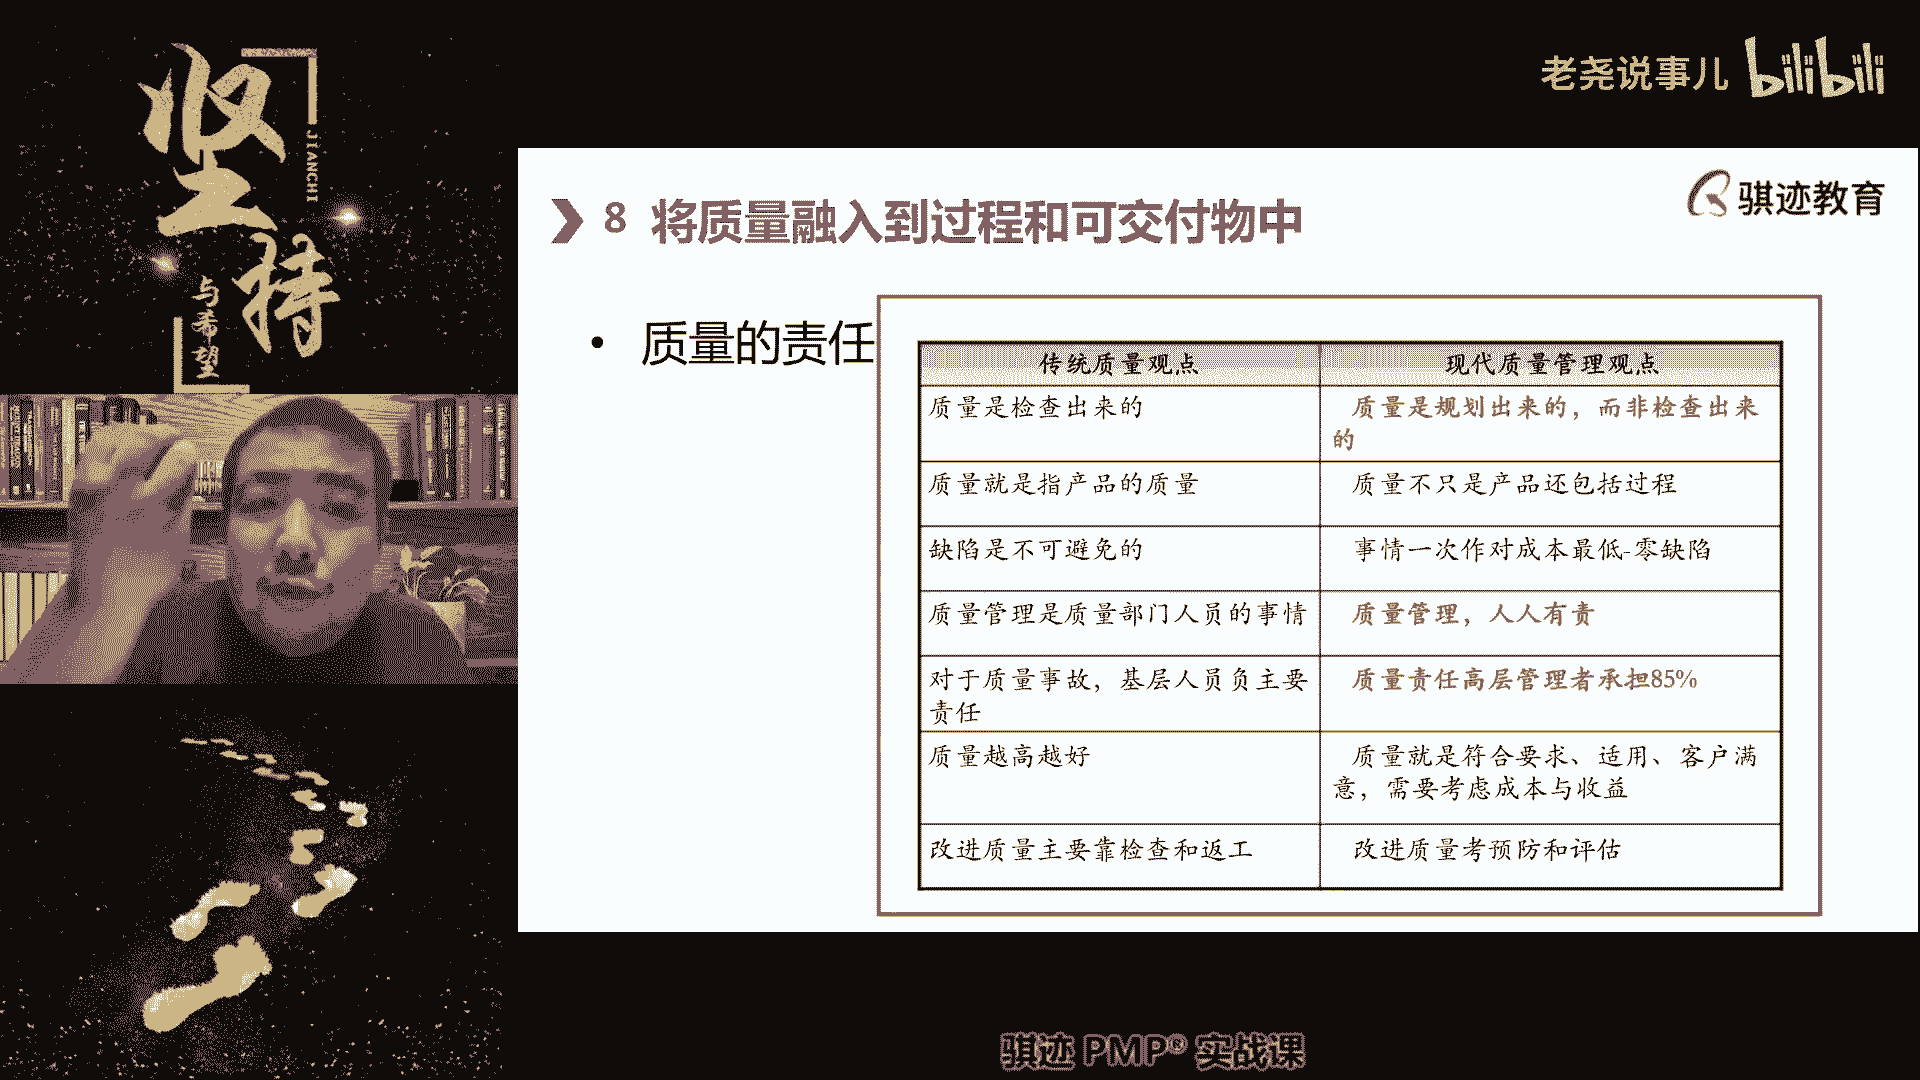 坚持
JIANCHI
与希望
老尧说事儿 bilibili
骐迹教育
8 将质量融入到过程和可交付物中
• 质量的责任
传统质量观点
现代质量管理观点
质量是检查出来的
质量是规划出来的，而非检查出来
的
质量就是指产品的质量
质量不只是产品还包括过程
缺陷是不可避免的
事情一次作对成本最低-零缺陷
质量管理是质量部门人员的事情
质量管理，人人有责
对于质量事故，基层人员负主要
责任
质量责任高层管理者承担85%
质量越高越好
质量就是符合要求、适用、客户满
意，需要考虑成本与收益
改进质量主要靠检查和返工
改进质量考预防和评估
骐迹 PMP® 实战课